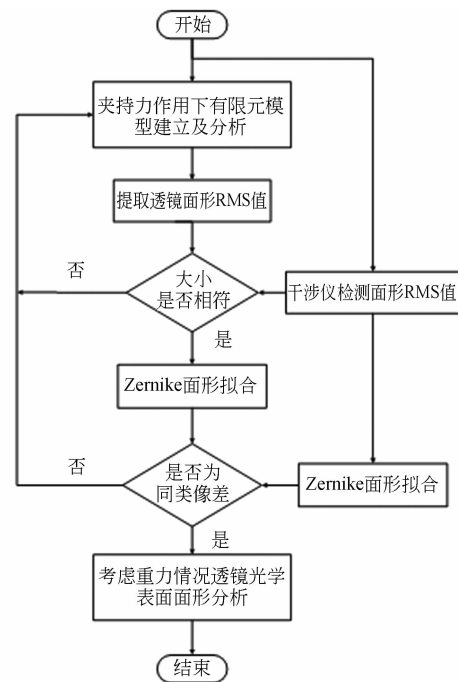 开始
夹持力作用下有限元模
型建立及分析
提取透镜面形RMS值
否
大小
是否相符
干涉仪检测面形RMS值
是
Zernike面形拟合
否
是否为
同类像差
Zernike面形拟合
是
考虑重力情况透镜光学
表面面形分析
结束